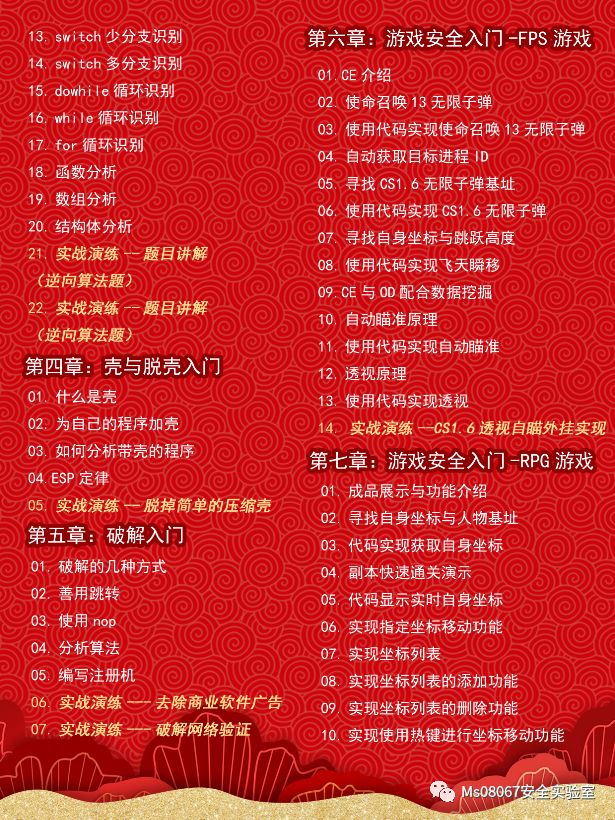 13. switch 少分支识别
14. switch 多分支识别
15. dowhile 循环识别
16. while 循环识别
17. for 循环识别
18. 函数分析
19. 数组分析
20. 结构体分析
21. 实战演练 -- 题目讲解
（逆向算法题）
22. 实战演练 -- 题目讲解
（逆向算法题）
第四章：壳与脱壳入门
01. 什么是壳
02. 为自己的程序加壳
03. 如何分析带壳的程序
04. ESP 定律
05. 实战演练 -- 脱掉简单的压缩壳
第五章：破解入门
01. 破解的几种方式
02. 善用跳转
03. 使用 nop
04. 分析算法
05. 编写注册机
06. 实战演练 --- 去除商业软件广告
07. 实战演练 --- 破解网络验证
第六章：游戏安全入门 -FPS 游戏
01. CE 介绍
02. 使命召唤 13 无限子弹
03. 使用代码实现使命召唤 13 无限子弹
04. 自动获取目标进程 ID
05. 寻找 CS1.6 无限子弹基址
06. 使用代码实现 CS1.6 无限子弹
07. 寻找自身坐标与跳跃高度
08. 使用代码实现飞天瞬移
09. CE 与 OD 配合数据挖掘
10. 自动瞄准原理
11. 使用代码实现自动瞄准
12. 透视原理
13. 使用代码实现透视
14. 实战演练 --CS1.6 透视自瞄外挂实现
第七章：游戏安全入门 -RPG 游戏
01. 成品展示与功能介绍
02. 寻找自身坐标与人物基址
03. 代码实现获取自身坐标
04. 副本快速通关演示
05. 代码显示实时自身坐标
06. 实现指定坐标移动功能
07. 实现坐标列表
08. 实现坐标列表的添加功能
09. 实现坐标列表的删除功能
10. 实现使用热键进行坐标移动功能
Ms08067安全实验室